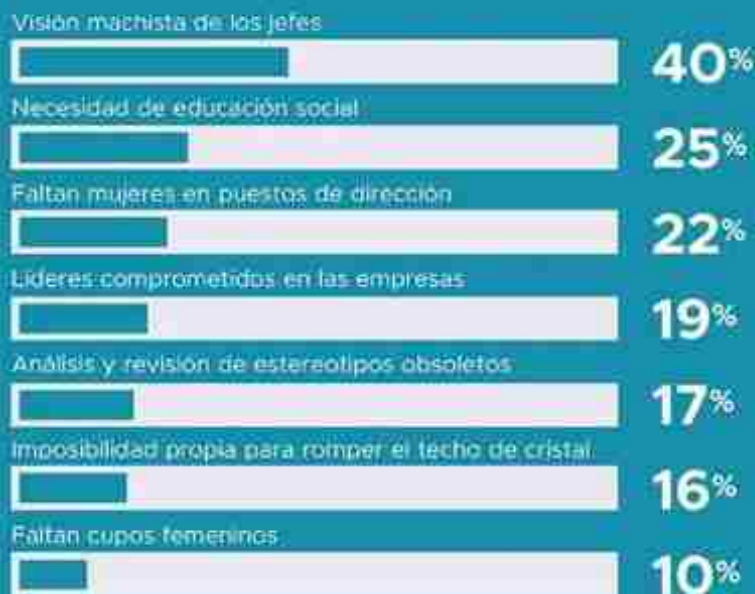 Visión machista de los jefes
40%
Necesidad de educación social
25%
Faltan mujeres en puestos de dirección
22%
Líderes comprometidos en las empresas
19%
Análisis y revisión de estereotipos obsoletos
17%
Imposibilidad propia para romper el techo de cristal
16%
Faltan cupos femeninos
10%